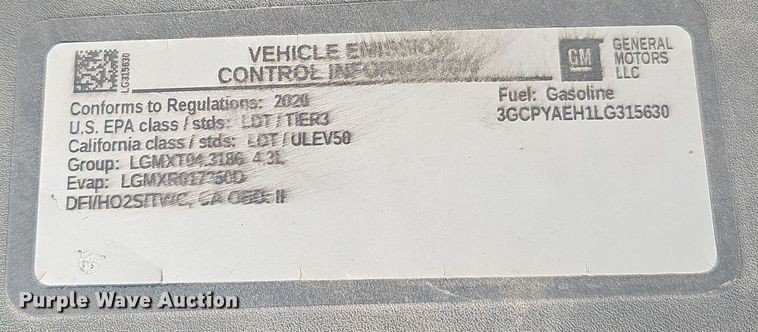 LG315630
VEHICLE EMISSION
CONTROL INFORMATION
GM
GENERAL
MOTORS
LLC
Conforms to Regulations: 2020
U.S. EPA class / stds: LDT / TIER3
California class / stds: LDT / ULEV50
Group: LGMXT04.3186 4.3L
Evap:
DFI/HO2S/TWC, CA OBD: II
Fuel: Gasoline
3GCPYAEH1LG315630
Purple Wave Auction